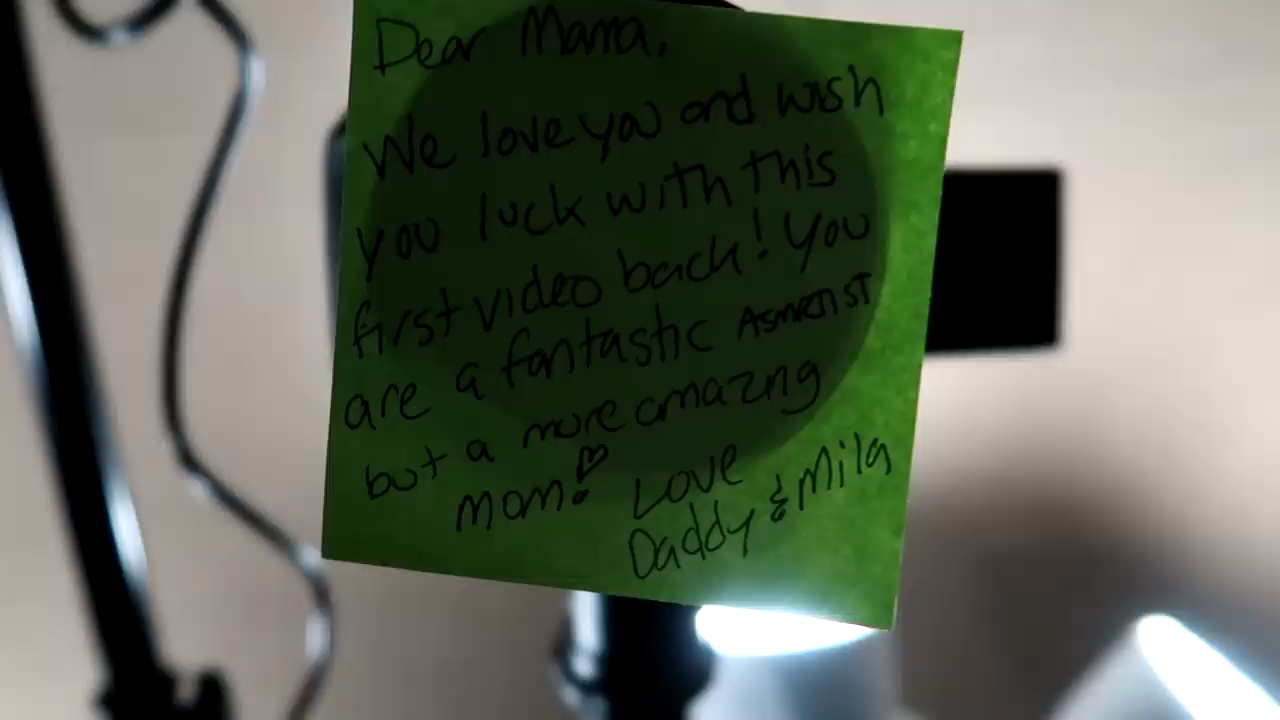 Dear Mama,
We love you and wish
you luck with this
first video back! You
are a fantastic Asmrtist
but a more amazing
mom! Love
Daddy & Mila